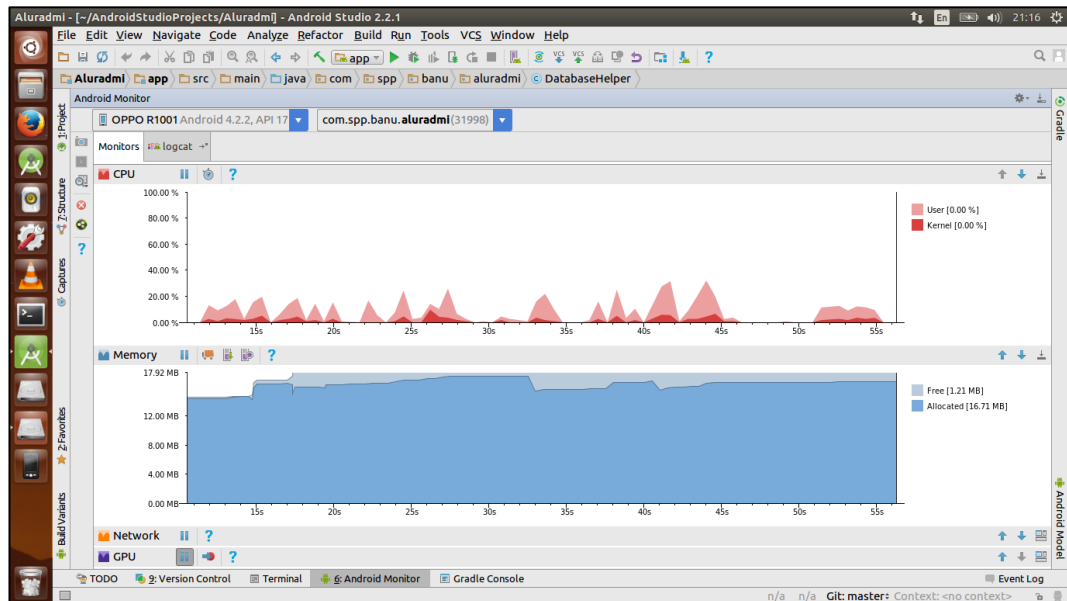 Aluradmi - [~/AndroidStudioProjects/Aluradmi] - Android Studio 2.2.1
En
21:16
File Edit View Navigate Code Analyze Refactor Build Run Tools VCS Window Help
app
Aluradmi app src main java com spp banu aluradmi DatabaseHelper
Android Monitor
OPPO R1001 Android 4.2.2, API 17
com.spp.banu.aluradmi (31998)
Monitors
logcat
1: Project
7: Structure
Captures
2: Favorites
Build Variants
Gradle
Android Model
CPU
100.00 %
80.00 %
60.00 %
40.00 %
20.00 %
0.00 %
15s 20s 25s 30s 35s 40s 45s 50s 55s
User [0.00 %]
Kernel [0.00 %]
Memory
17.92 MB
12.00 MB
8.00 MB
4.00 MB
0.00 MB
15s 20s 25s 30s 35s 40s 45s 50s 55s
Free [1.21 MB]
Allocated [16.71 MB]
Network
GPU
TODO 9: Version Control Terminal 6: Android Monitor Gradle Console Event Log
n/a n/a Git: master Context: <no context>